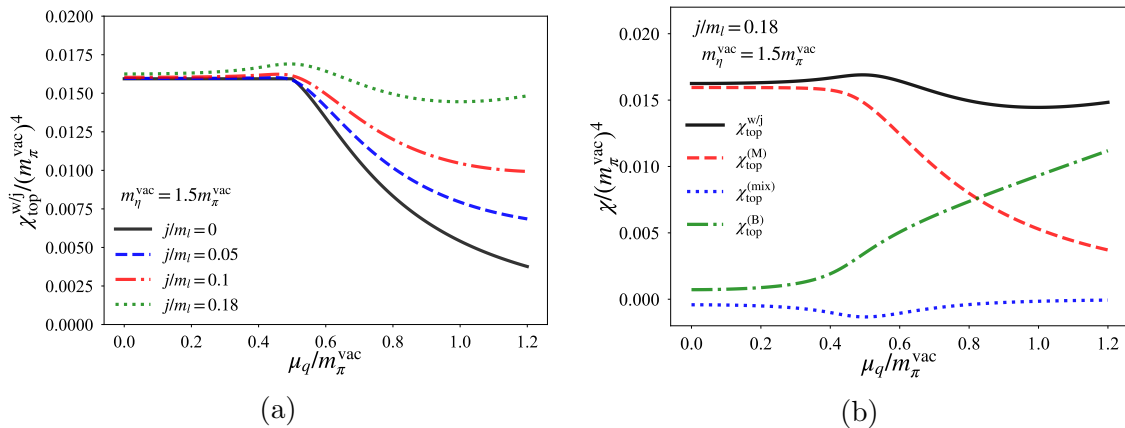 0.0200
0.0175
0.0150
0.0125
0.0100
0.0075
0.0050
0.0025
0.0000
χ_top^{w/j}/(m_π^vac)^4
m_η^vac = 1.5m_π^vac
j/m_l = 0
j/m_l = 0.05
j/m_l = 0.1
j/m_l = 0.18
0.0 0.2 0.4 0.6 0.8 1.0 1.2
μ_q/m_π^vac
(a)
0.020
0.015
0.010
0.005
0.000
χ/(m_π^vac)^4
j/m_l = 0.18
m_η^vac = 1.5m_π^vac
χ_top^{w/j}
χ_top^{(M)}
χ_top^{(mix)}
χ_top^{(B)}
0.0 0.2 0.4 0.6 0.8 1.0 1.2
μ_q/m_π^vac
(b)